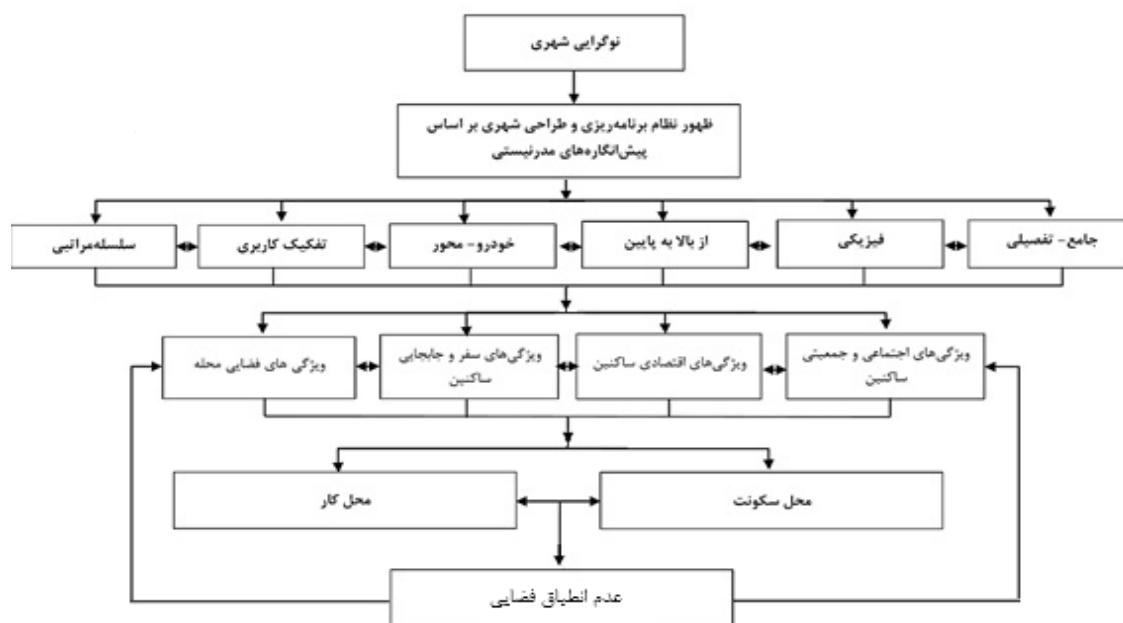 نوگرایی شهری
ظهور نظام برنامه‌ریزی و طراحی شهری بر اساس
پیش‌انگاره‌های مدرنیستی
جامع- تفصیلی
فیزیکی
از بالا به پایین
خودرو- محور
تفکیک کاربری
سلسله‌مراتبی
ویژگی‌های اجتماعی و جمعیتی
ساکنین
ویژگی‌های اقتصادی ساکنین
ویژگی‌های سفر و جابجایی
ساکنین
ویژگی های فضایی محله
محل سکونت
محل کار
عدم انطباق فضایی